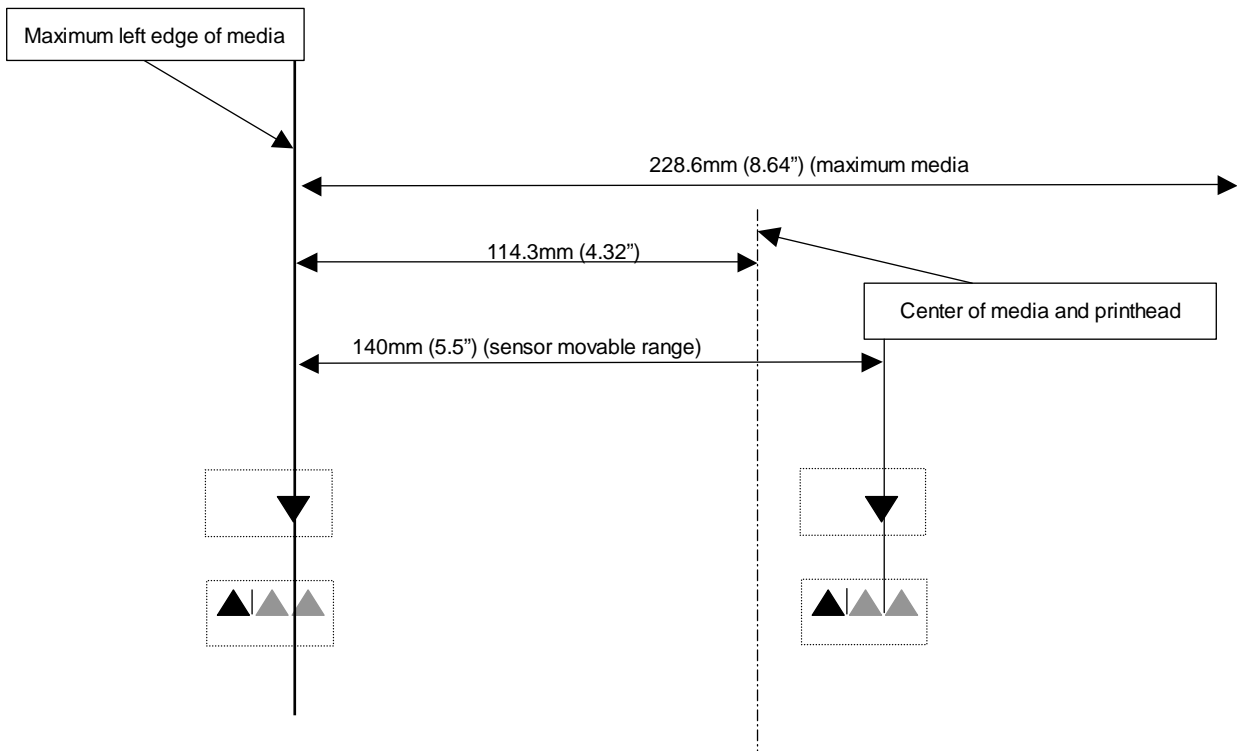 Maximum left edge of media
228.6mm (8.64”) (maximum media
114.3mm (4.32”)
Center of media and printhead
140mm (5.5”) (sensor movable range)